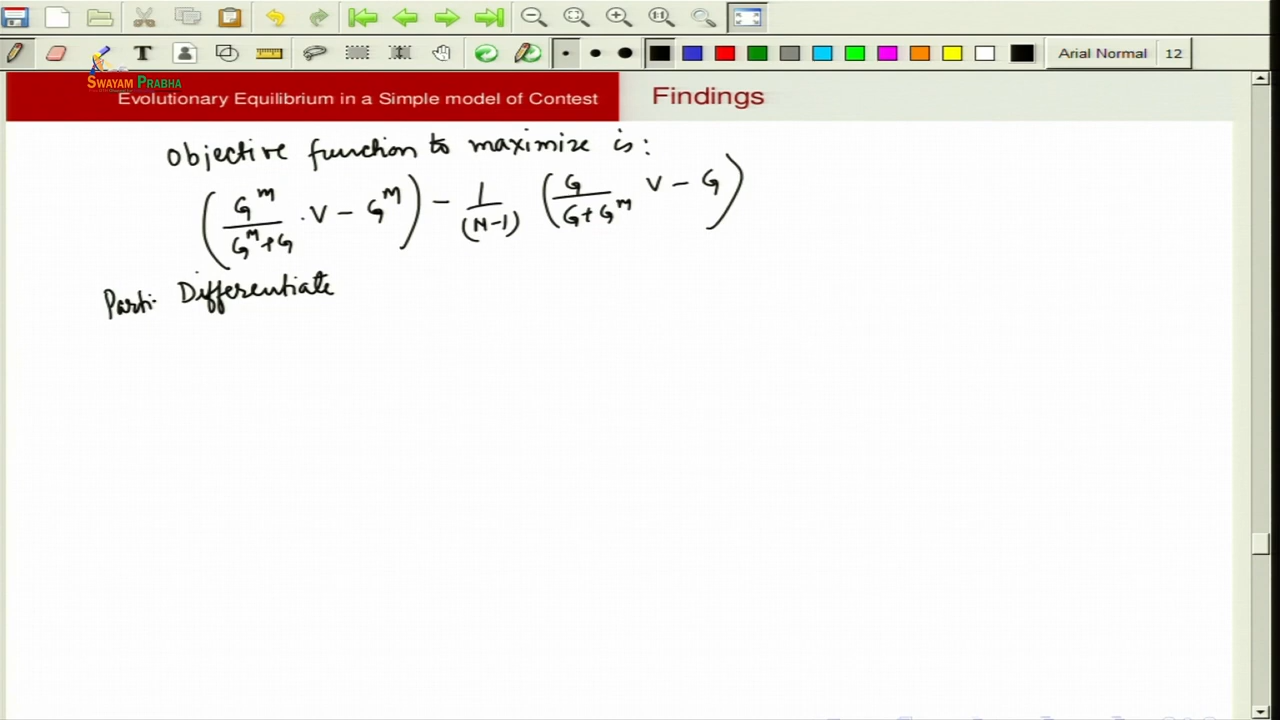 Arial Normal 12
SWAYAM PRABHA
Evolutionary Equilibrium in a Simple model of Contest Findings
Objective function to maximize is:
(G^M / (G^M + G) · V − G^M) − 1/(N−1) (G / (G + G^M) V − G)
Parti. Differentiate